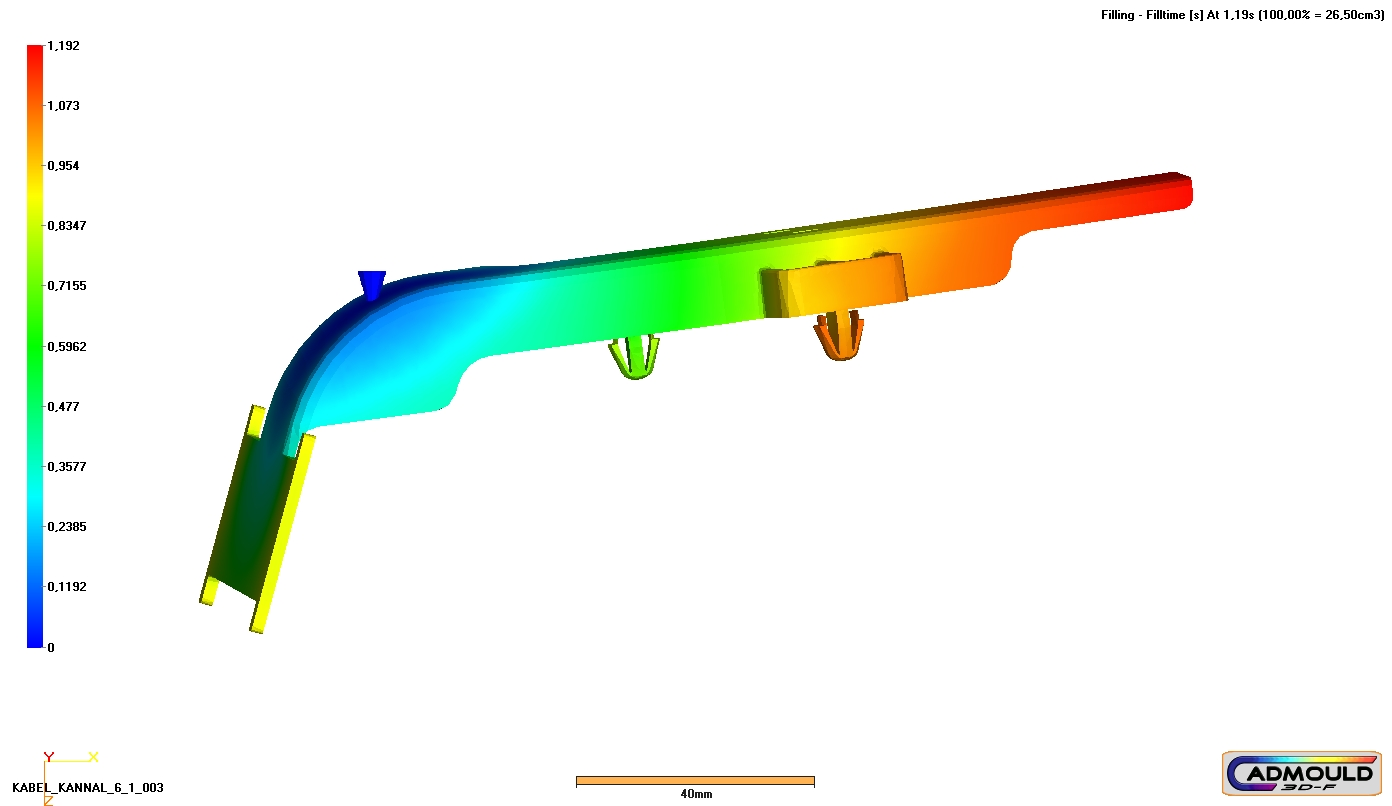 Filling - Filltime [s] At 1,19s (100,00% = 26,50cm3)
1,192
1,073
0,954
0,8347
0,7155
0,5962
0,477
0,3577
0,2385
0,1192
0
Y X
KABEL_KANNAL_6_1_003
Z
40mm
CADMOULD
3D-F